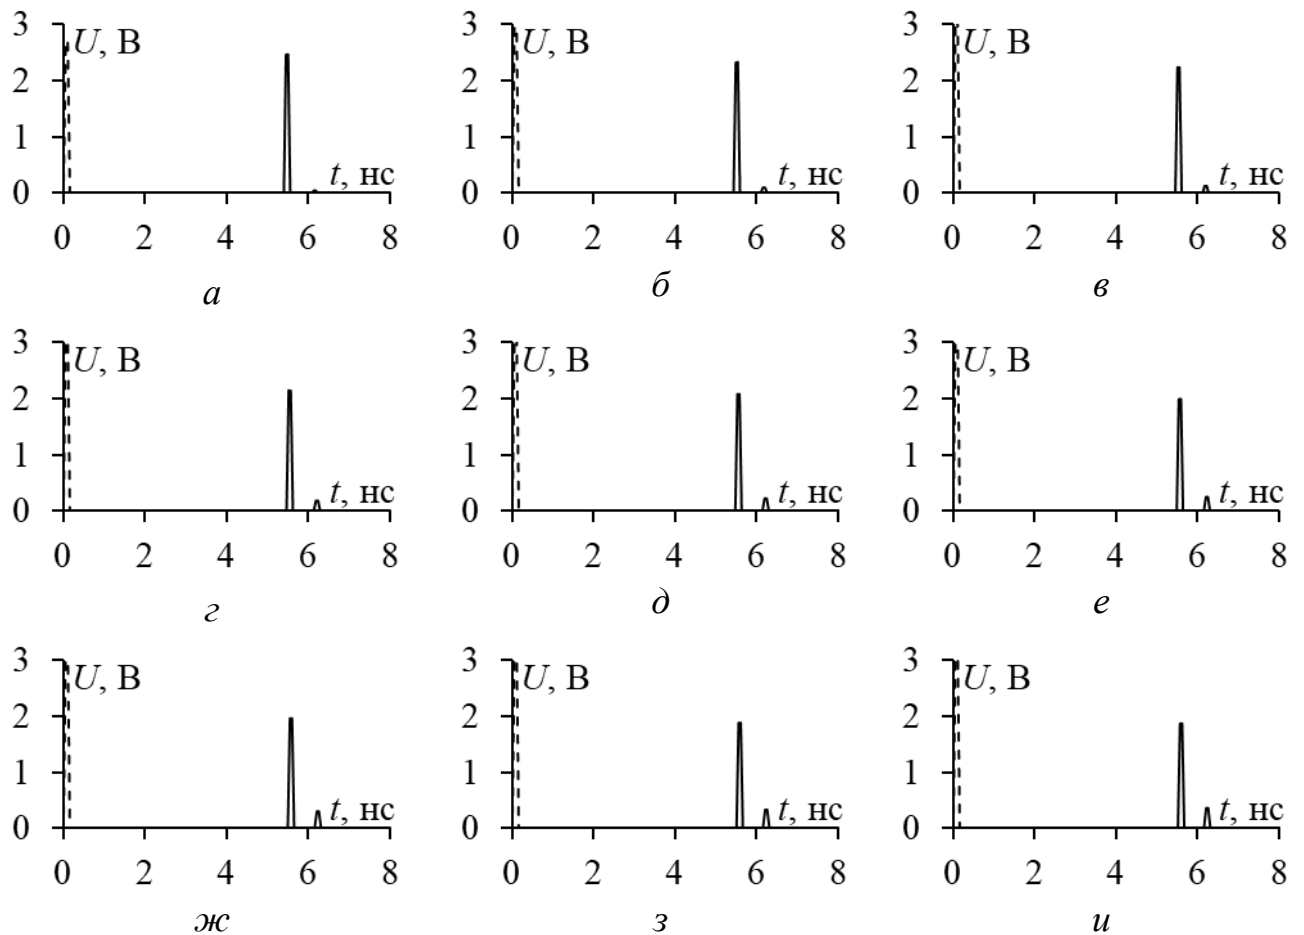 3 U, В 3 U, В 3 U, В
2 2 2
1 1 1
0 t, нс 0 t, нс 0 t, нс
0 2 4 6 8 0 2 4 6 8 0 2 4 6 8
а б в
3 U, В 3 U, В 3 U, В
2 2 2
1 1 1
0 t, нс 0 t, нс 0 t, нс
0 2 4 6 8 0 2 4 6 8 0 2 4 6 8
г д е
3 U, В 3 U, В 3 U, В
2 2 2
1 1 1
0 t, нс 0 t, нс 0 t, нс
0 2 4 6 8 0 2 4 6 8 0 2 4 6 8
ж з и